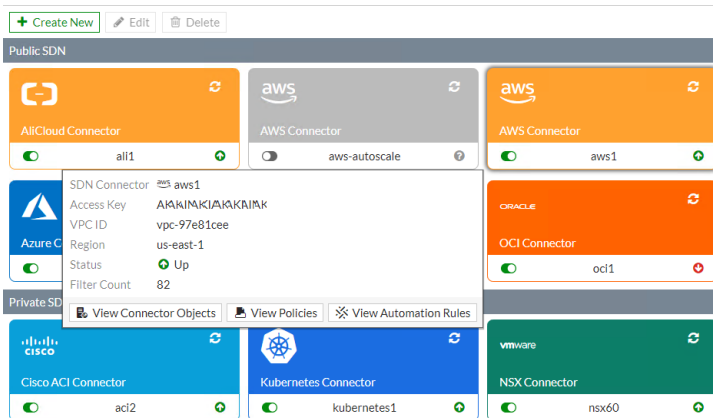 Create New Edit Delete
Public SDN
aws aws
AliCloud Connector AWS Connector AWS Connector
ali1 aws-autoscale aws1
SDN Connector aws aws1
Access Key
VPC ID vpc-97e81cee
ORACLE
Azure C
Region us-east-1
OCI Connector
Status Up
oci1
Filter Count 82
Private SD
View Connector Objects View Policies View Automation Rules
cisco vmware
Cisco ACI Connector Kubernetes Connector NSX Connector
aci2 kubernetes1 nsx60